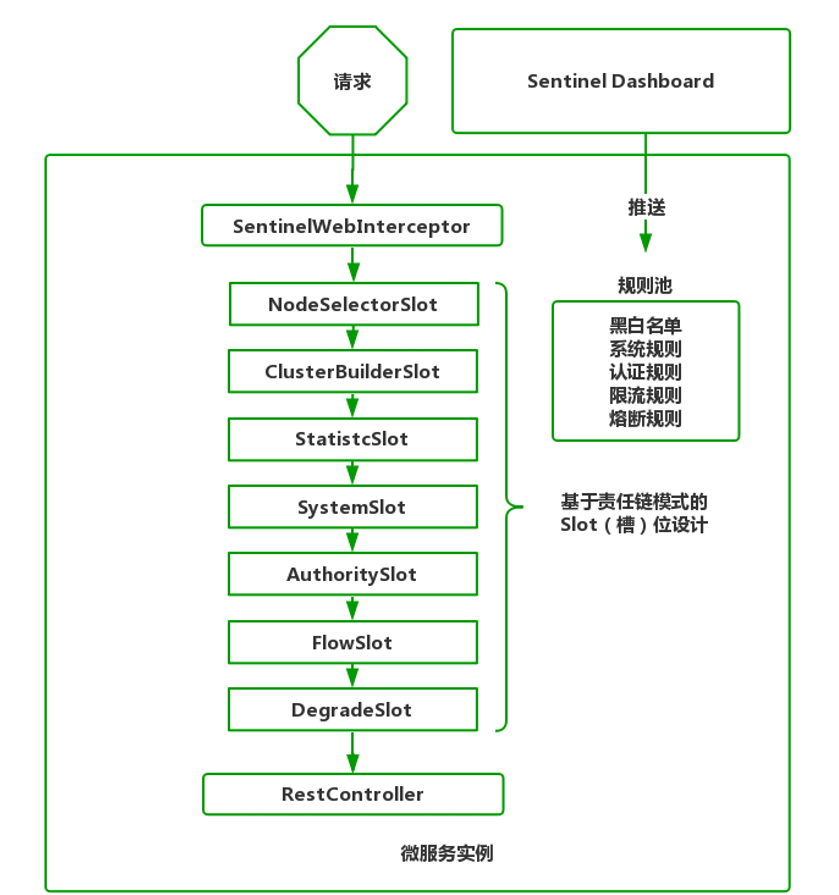 请求
Sentinel Dashboard
推送
SentinelWebInterceptor
规则池
NodeSelectorSlot
黑白名单
系统规则
认证规则
限流规则
熔断规则
ClusterBuilderSlot
StatistcSlot
SystemSlot
基于责任链模式的
Slot（槽）位设计
AuthoritySlot
FlowSlot
DegradeSlot
RestController
微服务实例